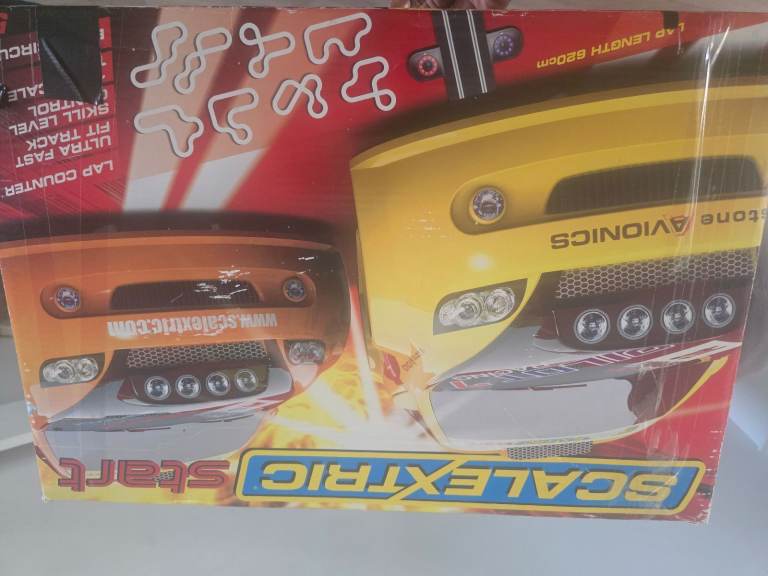 SCALEXTRIC start
www.scalextric.com
stone AVIONICS
LAP COUNTER
ULTRA FAST
FIT TRACK
SKILL LEVEL
CONTROL
LAP LENGTH 620cm